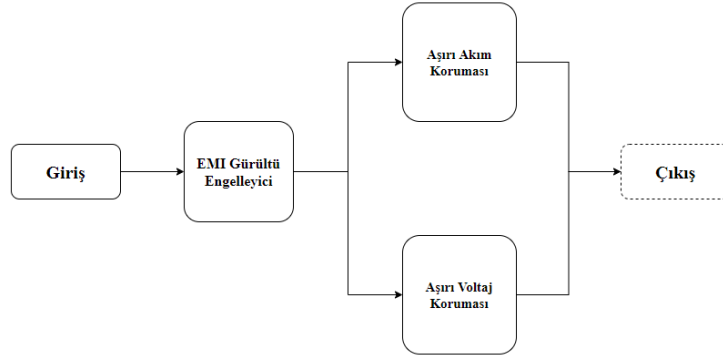 Aşırı Akım
Koruması
EMI Gürültü
Engelleyici
Giriş
Çıkış
Aşırı Voltaj
Koruması